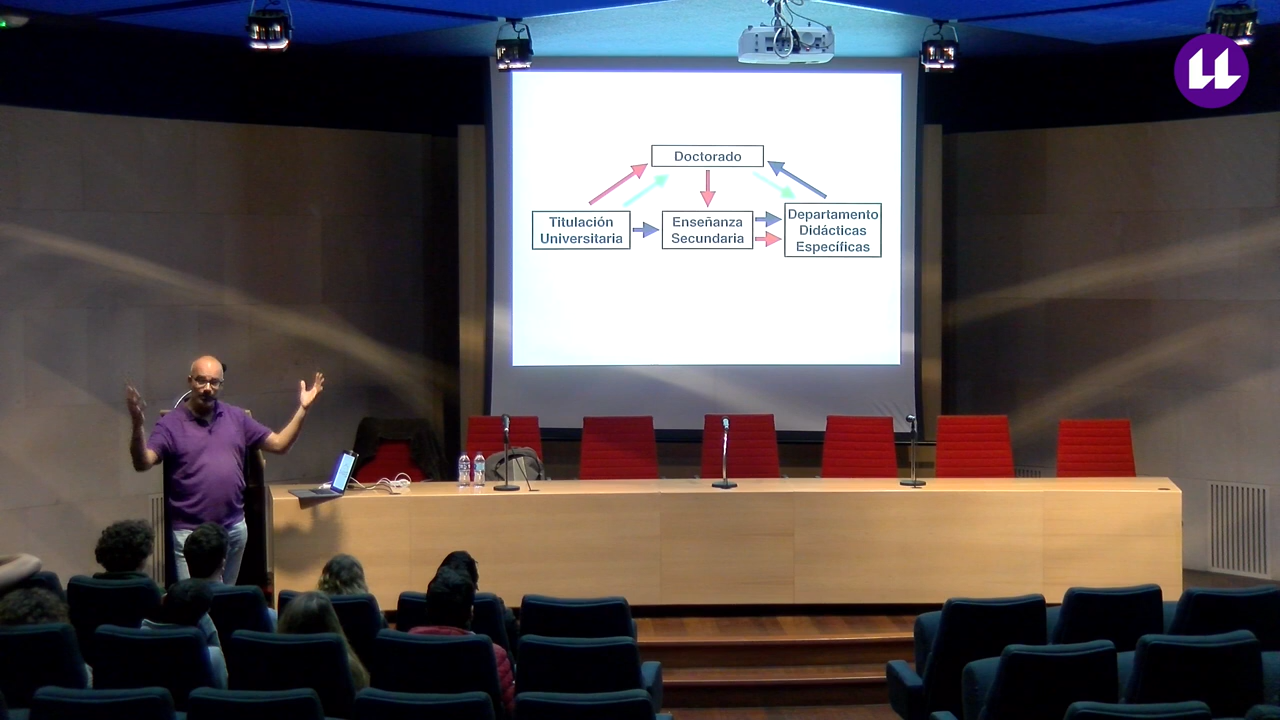 Doctorado
Titulación
Universitaria
Enseñanza
Secundaria
Departamento
Didácticas
Específicas